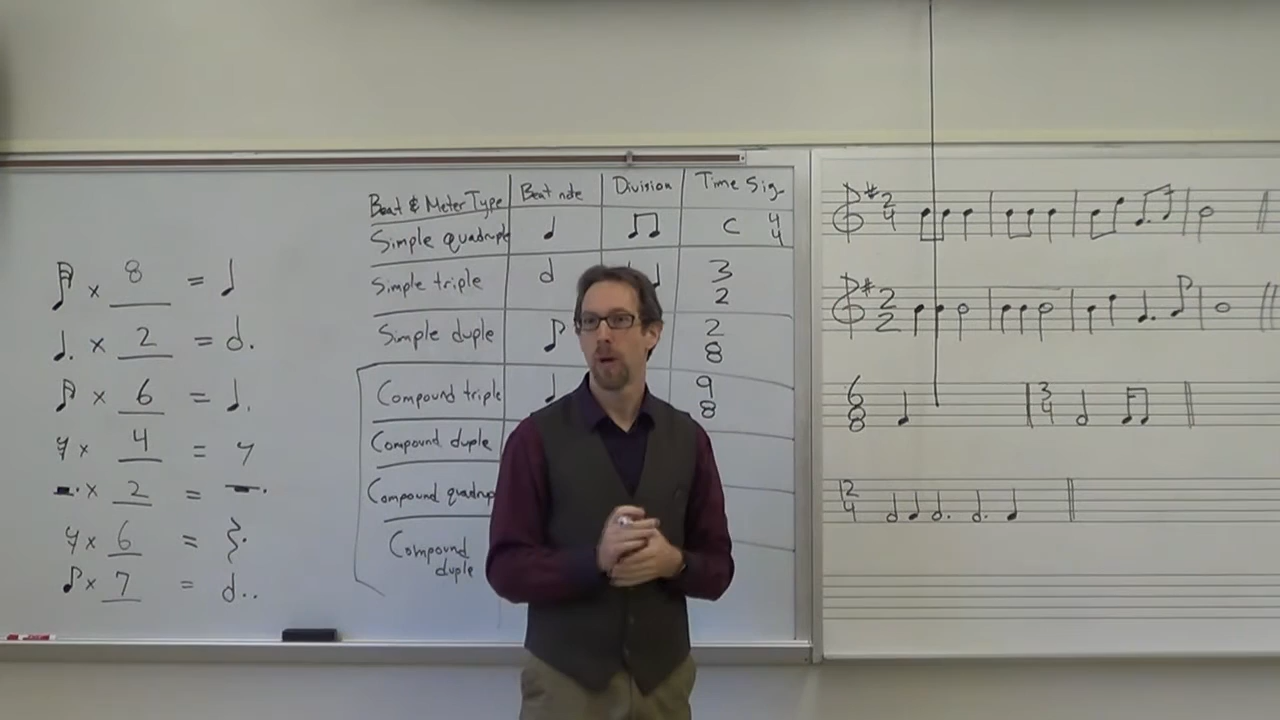 Beat & Meter Type Beat note Division Time Sig.
Simple quadruple C 4 4
Simple triple 3 2
Simple duple 2 8
Compound triple 9 8
Compound duple
Compound quadrup
Compound duple
× 8 =
× 2 =
× 6 =
× 4 =
× 2 =
× 6 =
× 7 =
2 4
2 2
6 8 3 4
12 4